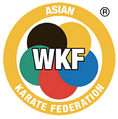 ASIAN
®
WKF
KARATE FEDERATION